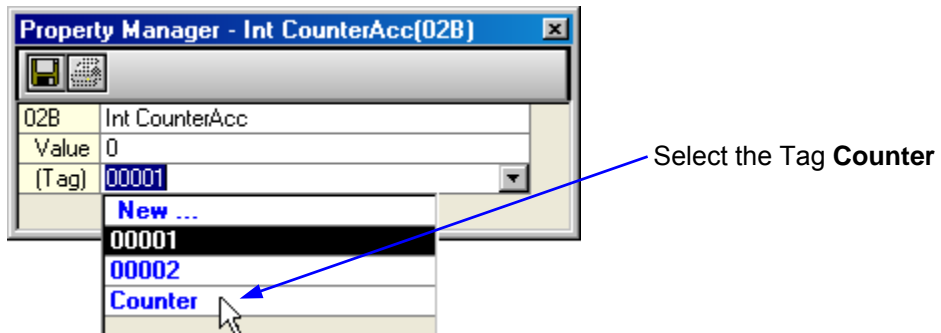 Property Manager - Int CounterAcc(02B)
02B Int CounterAcc
Value 0
(Tag) 00001
New ...
00001
00002
Counter
Select the Tag Counter